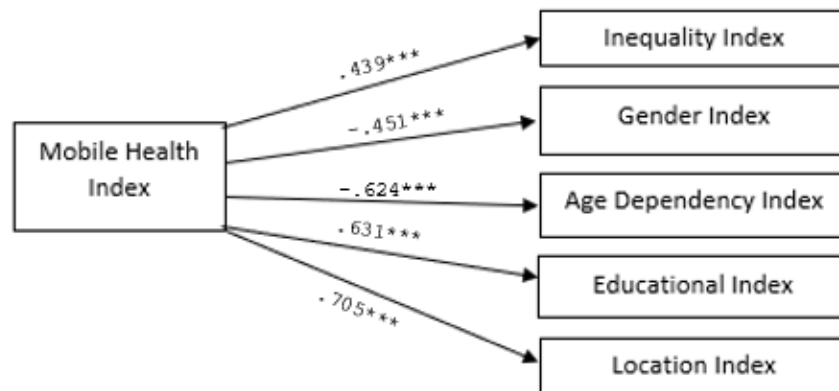 Inequality Index
.439***
Gender Index
-.451***
Mobile Health
Index
-.624***
Age Dependency Index
.631***
Educational Index
.705***
Location Index